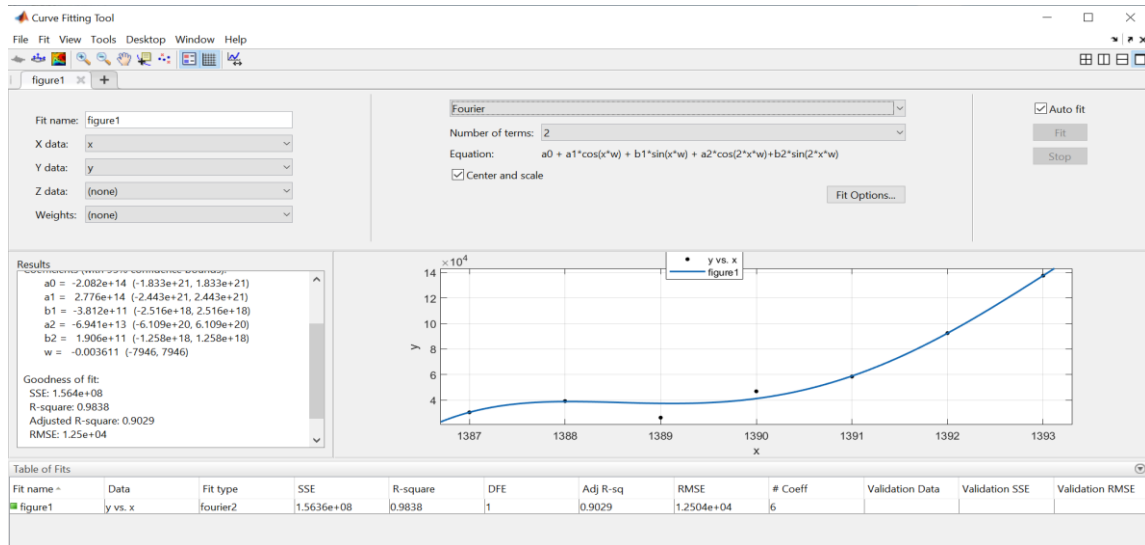 Curve Fitting Tool
File Fit View Tools Desktop Window Help
figure1
Fit name: figure1
X data: x
Y data: y
Z data: (none)
Weights: (none)
Fourier
Number of terms: 2
Equation: a0 + a1*cos(x*w) + b1*sin(x*w) + a2*cos(2*x*w)+b2*sin(2*x*w)
Center and scale
Fit Options...
Auto fit
Fit
Stop
Results
Coefficients (with 95% confidence bounds):
a0 = -2.082e+14 (-1.833e+21, 1.833e+21)
a1 = 2.776e+14 (-2.443e+21, 2.443e+21)
b1 = -3.812e+11 (-2.516e+18, 2.516e+18)
a2 = -6.941e+13 (-6.109e+20, 6.109e+20)
b2 = 1.906e+11 (-1.258e+18, 1.258e+18)
w = -0.003611 (-7946, 7946)
Goodness of fit:
SSE: 1.564e+08
R-square: 0.9838
Adjusted R-square: 0.9029
RMSE: 1.25e+04
×10⁴
y vs. x
figure1
14
12
10
8
6
4
y
1387 1388 1389 1390 1391 1392 1393
x
Table of Fits
Fit name Data Fit type SSE R-square DFE Adj R-sq RMSE # Coeff Validation Data Validation SSE Validation RMSE
figure1 y vs. x fourier2 1.5636e+08 0.9838 1 0.9029 1.2504e+04 6